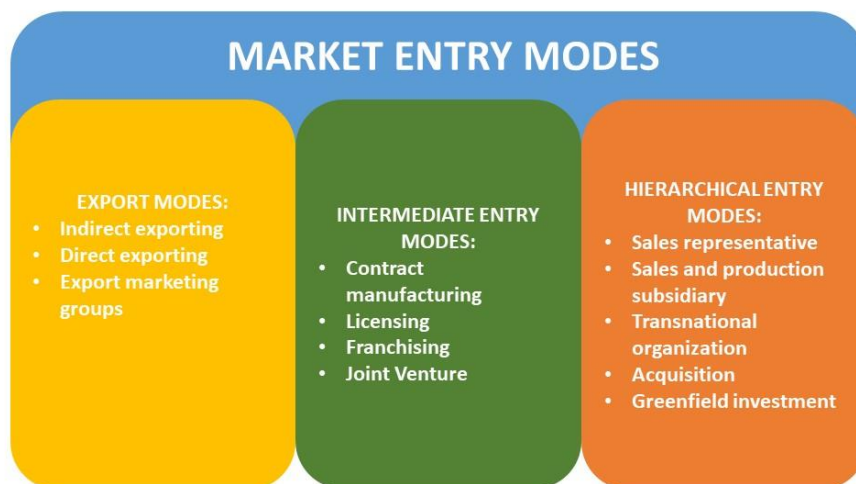 MARKET ENTRY MODES
EXPORT MODES:
• Indirect exporting
• Direct exporting
• Export marketing
groups
INTERMEDIATE ENTRY
MODES:
• Contract
manufacturing
• Licensing
• Franchising
• Joint Venture
HIERARCHICAL ENTRY
MODES:
• Sales representative
• Sales and production
subsidiary
• Transnational
organization
• Acquisition
• Greenfield investment